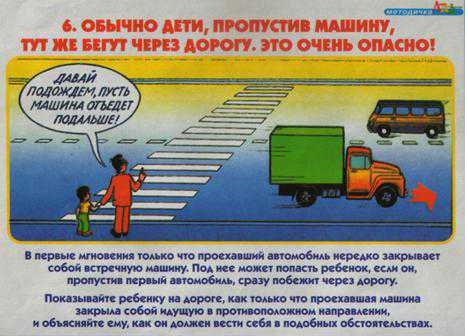 методичка
6. ОБЫЧНО ДЕТИ, ПРОПУСТИВ МАШИНУ,
ТУТ ЖЕ БЕГУТ ЧЕРЕЗ ДОРОГУ. ЭТО ОЧЕНЬ ОПАСНО!
ДАВАЙ
ПОДОЖДЕМ, ПУСТЬ
МАШИНА ОТЪЕДЕТ
ПОДАЛЬШЕ!
В первые мгновения только что проехавший автомобиль нередко закрывает
собой встречную машину. Под нее может попасть ребенок, если он,
пропустив первый автомобиль, сразу побежит через дорогу.
Показывайте ребенку на дороге, как только что проехавшая машина
закрыла собой идущую в противоположном направлении,
и объясняйте ему, как он должен вести себя в подобных обстоятельствах.